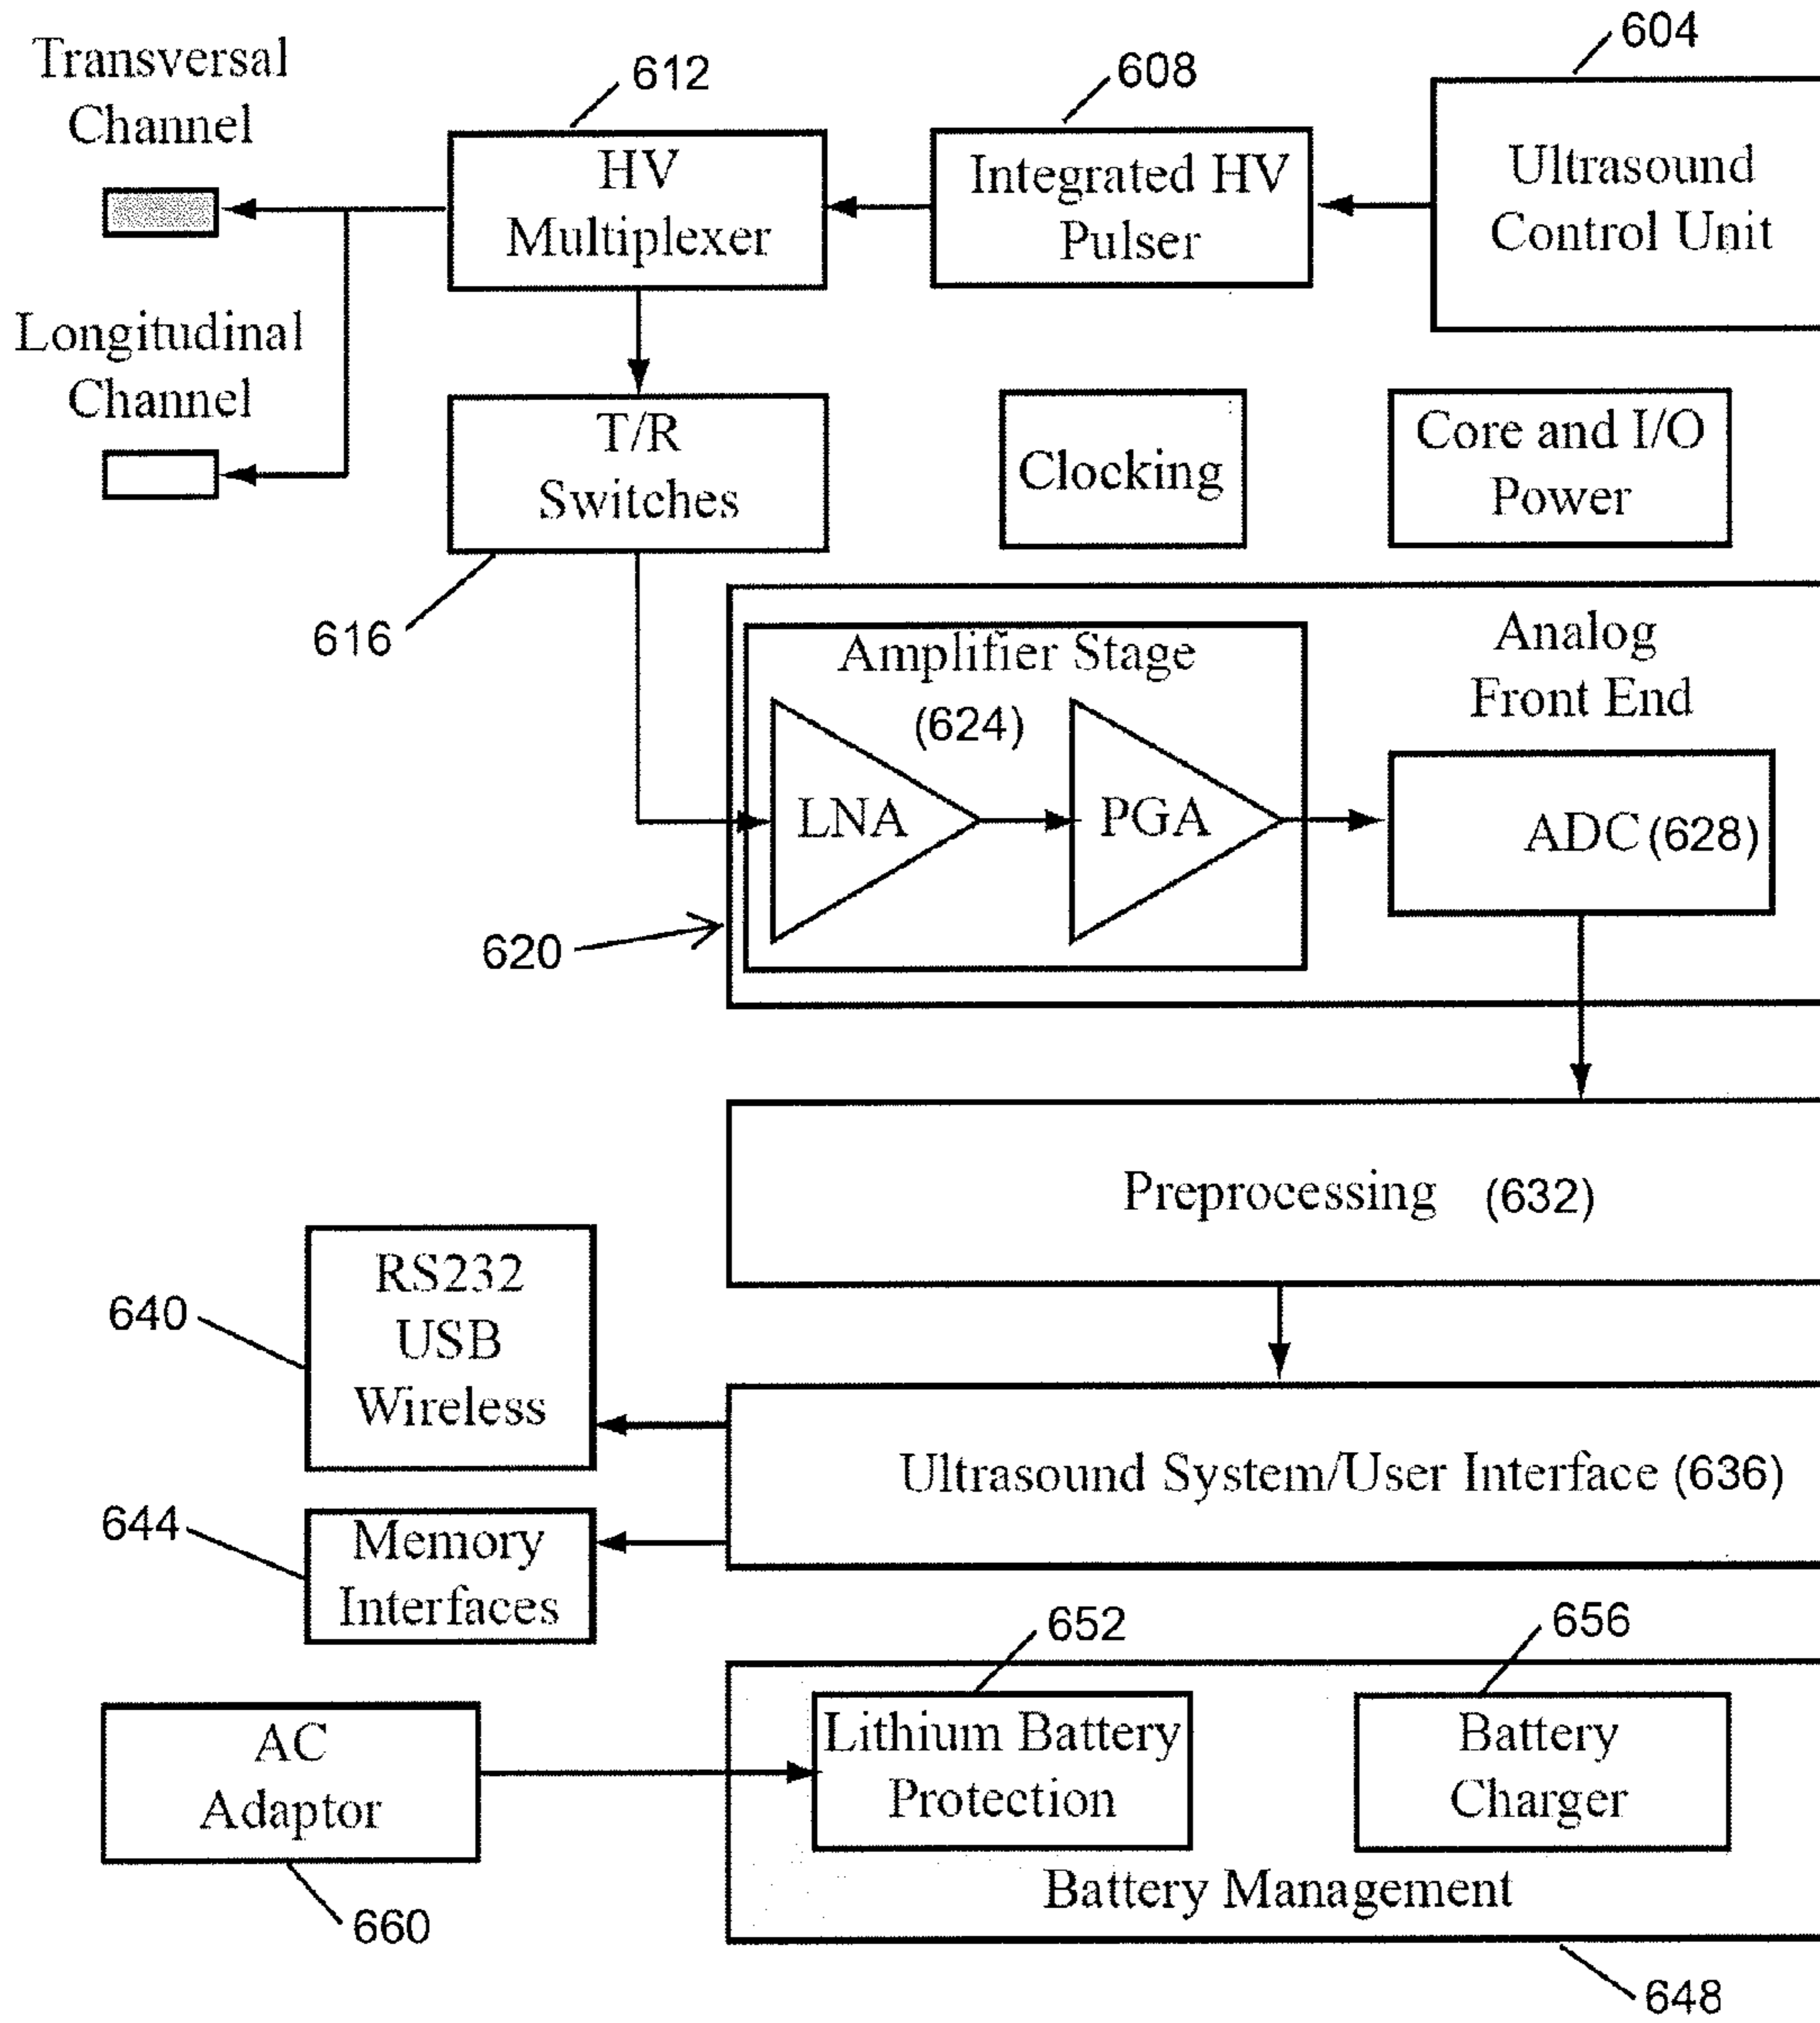 604
612
608
Transversal
Channel
HV
Multiplexer
Integrated HV
Pulser
Ultrasound
Control Unit
Longitudinal
Channel
T/R
Switches
Clocking
Core and I/O
Power
616
Analog
Front End
Amplifier Stage
(624)
LNA
PGA
ADC (628)
620
Preprocessing (632)
RS232
USB
Wireless
640
Ultrasound System/User Interface (636)
644
Memory
Interfaces
652
656
AC
Adaptor
Lithium Battery
Protection
Battery
Charger
Battery Management
660
648